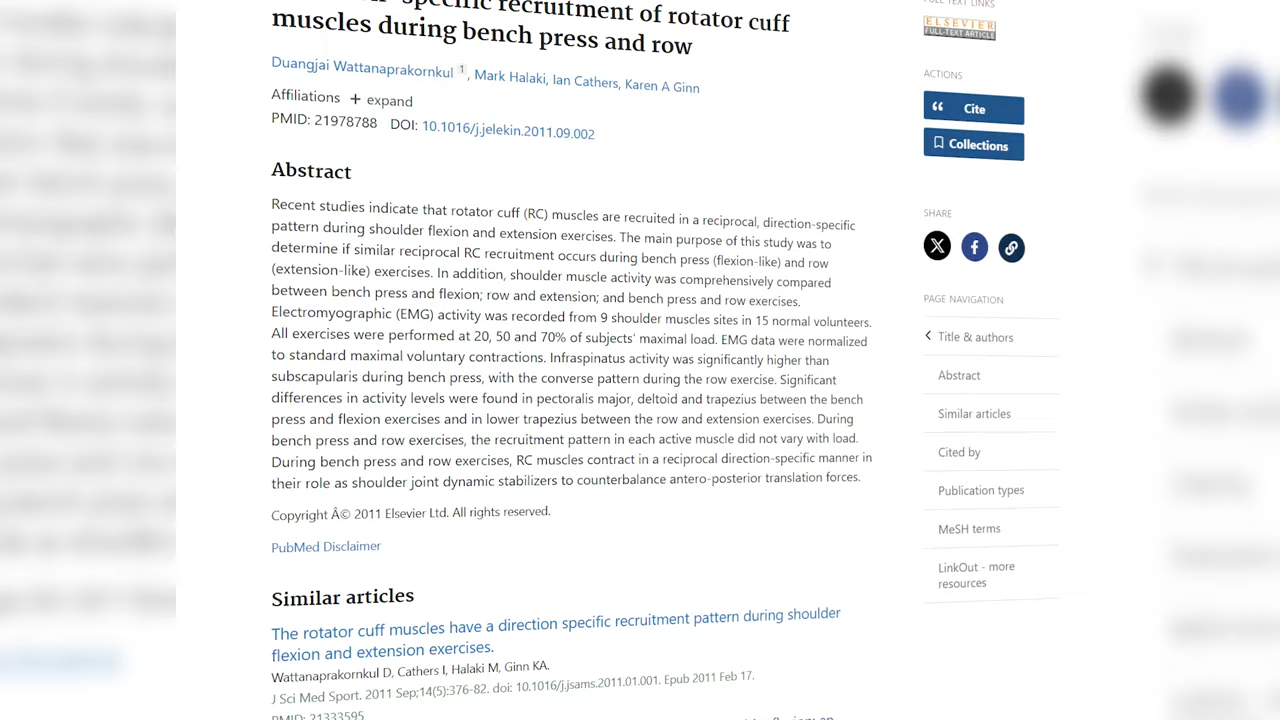 specific recruitment of rotator cuff
muscles during bench press and row
Duangjai Wattanaprakornkul 1, Mark Halaki, Ian Cathers, Karen A Ginn
Affiliations + expand
PMID: 21978788 DOI: 10.1016/j.jelekin.2011.09.002
Abstract
Recent studies indicate that rotator cuff (RC) muscles are recruited in a reciprocal, direction-specific
pattern during shoulder flexion and extension exercises. The main purpose of this study was to
determine if similar reciprocal RC recruitment occurs during bench press (flexion-like) and row
(extension-like) exercises. In addition, shoulder muscle activity was comprehensively compared
between bench press and flexion; row and extension; and bench press and row exercises.
Electromyographic (EMG) activity was recorded from 9 shoulder muscles sites in 15 normal volunteers.
All exercises were performed at 20, 50 and 70% of subjects' maximal load. EMG data were normalized
to standard maximal voluntary contractions. Infraspinatus activity was significantly higher than
subscapularis during bench press, with the converse pattern during the row exercise. Significant
differences in activity levels were found in pectoralis major, deltoid and trapezius between the bench
press and flexion exercises and in lower trapezius between the row and extension exercises. During
bench press and row exercises, the recruitment pattern in each active muscle did not vary with load.
During bench press and row exercises, RC muscles contract in a reciprocal direction-specific manner in
their role as shoulder joint dynamic stabilizers to counterbalance antero-posterior translation forces.
Copyright Â© 2011 Elsevier Ltd. All rights reserved.
PubMed Disclaimer
Similar articles
The rotator cuff muscles have a direction specific recruitment pattern during shoulder
flexion and extension exercises.
Wattanaprakornkul D, Cathers I, Halaki M, Ginn KA.
J Sci Med Sport. 2011 Sep;14(5):376-82. doi: 10.1016/j.jsams.2011.01.001. Epub 2011 Feb 17.
PMID: 21333595
FULL TEXT LINKS
ELSEVIER
FULL-TEXT ARTICLE
ACTIONS
Cite
Collections
SHARE
PAGE NAVIGATION
Title & authors
Abstract
Similar articles
Cited by
Publication types
MeSH terms
LinkOut - more
resources